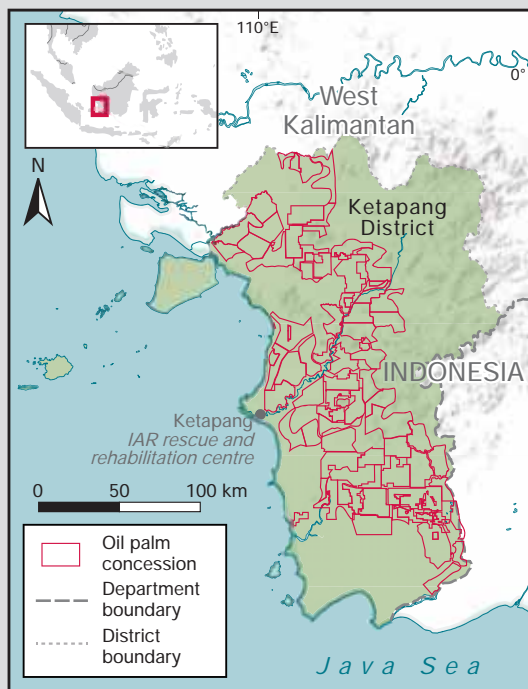 110°E
0°
West
Kalimantan
N
Ketapang
District
INDONESIA
Ketapang
IAR rescue and
rehabilitation centre
0 50 100 km
Oil palm
concession
Department
boundary
District
boundary
Java Sea